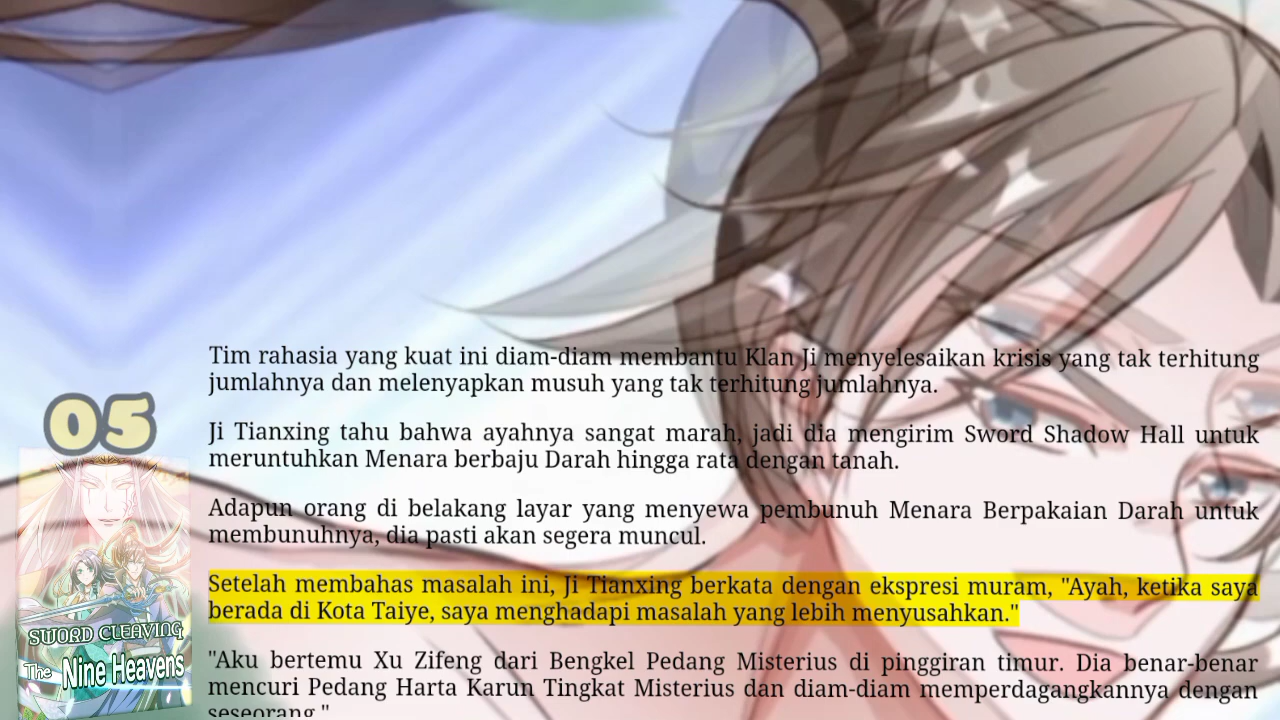 Tim rahasia yang kuat ini diam-diam membantu Klan Ji menyelesaikan krisis yang tak terhitung
jumlahnya dan melenyapkan musuh yang tak terhitung jumlahnya.
Ji Tianxing tahu bahwa ayahnya sangat marah, jadi dia mengirim Sword Shadow Hall untuk
meruntuhkan Menara berbaju Darah hingga rata dengan tanah.
Adapun orang di belakang layar yang menyewa pembunuh Menara Berpakaian Darah untuk
membunuhnya, dia pasti akan segera muncul.
Setelah membahas masalah ini, Ji Tianxing berkata dengan ekspresi muram, "Ayah, ketika saya
berada di Kota Taiye, saya menghadapi masalah yang lebih menyusahkan."
"Aku bertemu Xu Zifeng dari Bengkel Pedang Misterius di pinggiran timur. Dia benar-benar
mencuri Pedang Harta Karun Tingkat Misterius dan diam-diam memperdagangkannya dengan
seseorang."
05
SWORD CLEAVING
The Nine Heavens